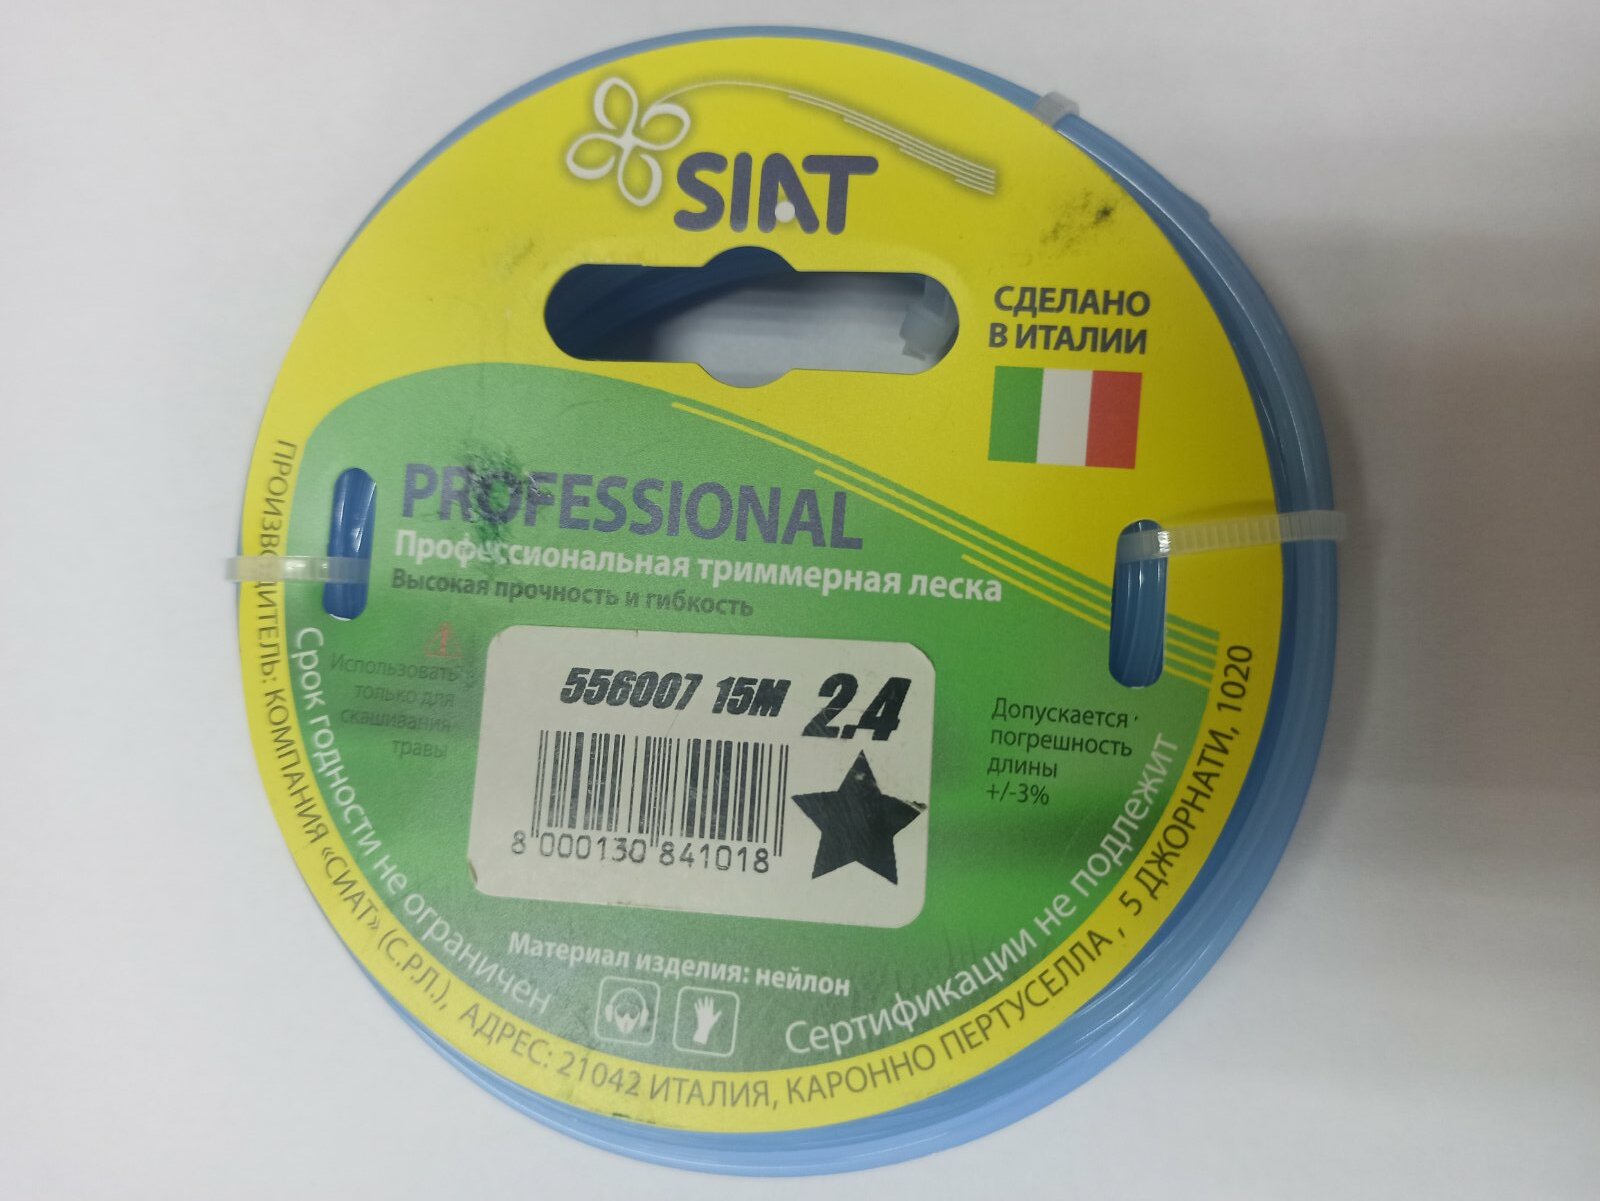 SIAT
СДЕЛАНО
В ИТАЛИИ
PROFESSIONAL
Профессиональная триммерная леска
Высокая прочность и гибкость
Использовать
только для
скашивания
травы
556007 15М 2.4
8 000130 841018
Допускается
погрешность
длины
+/-3%
Материал изделия: нейлон
Срок годности не ограничен
Сертификации не подлежит
ПРОИЗВОДИТЕЛЬ: КОМПАНИЯ «СИАТ» (С.Р.Л.), АДРЕС: 21042 ИТАЛИЯ, КАРОННО ПЕРТУСЕЛЛА , 5 ДЖОРНАТИ, 1020